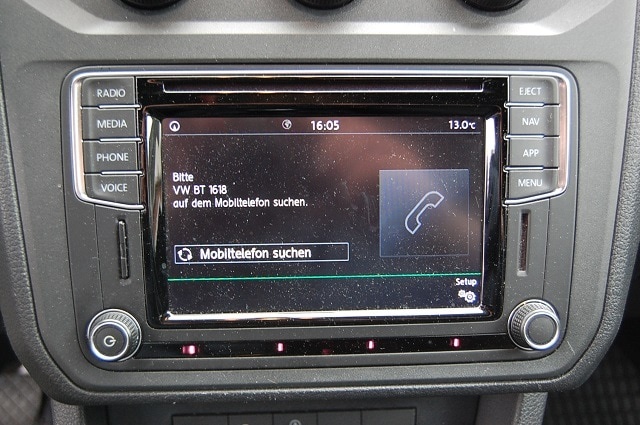 RADIO
MEDIA
PHONE
VOICE
EJECT
NAV
APP
MENU
16:05 13.0°C
Bitte
VW BT 1618
auf dem Mobiltelefon suchen.
Mobiltelefon suchen
Setup